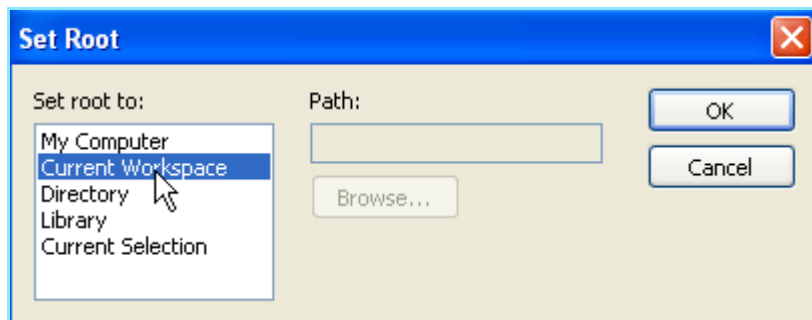 Set Root
Set root to:
My Computer
Current Workspace
Directory
Library
Current Selection
Path:
Browse...
OK
Cancel